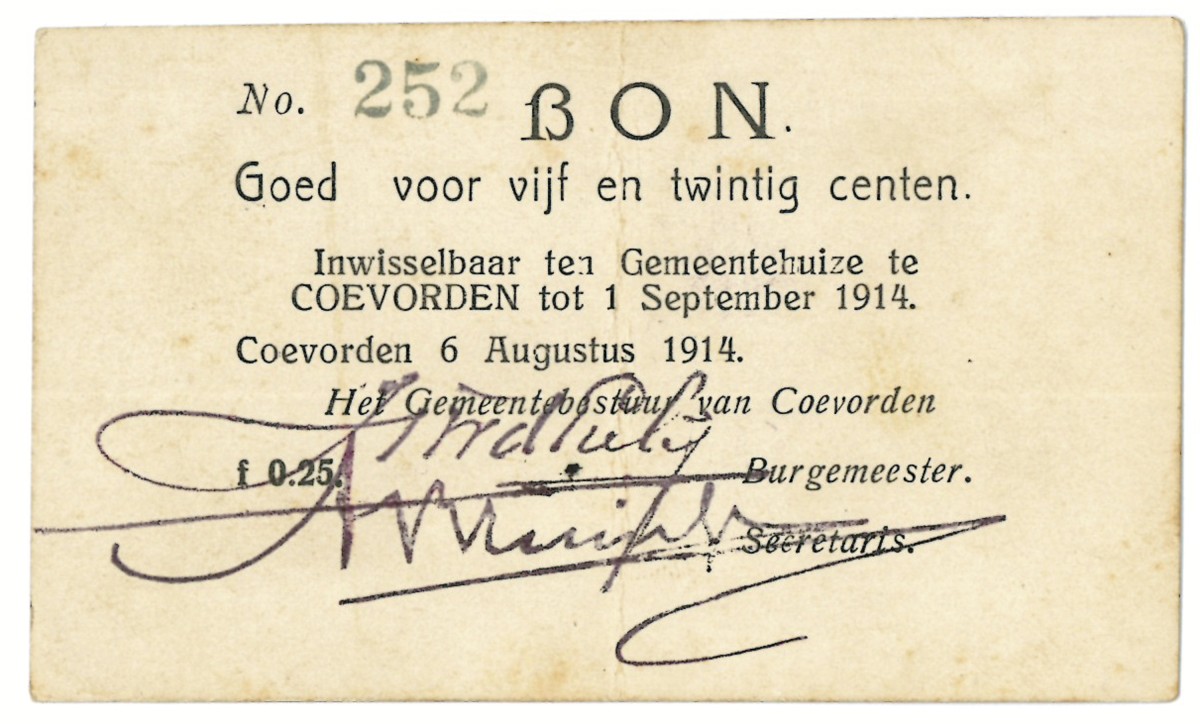 No. 252 BON.
Goed voor vijf en twintig centen.
Inwisselbaar ten Gemeentehuize te
COEVORDEN tot 1 September 1914.
Coevorden 6 Augustus 1914.
Het Gemeentebestuur van Coevorden
f 0.25. Burgemeester.
Secretaris.